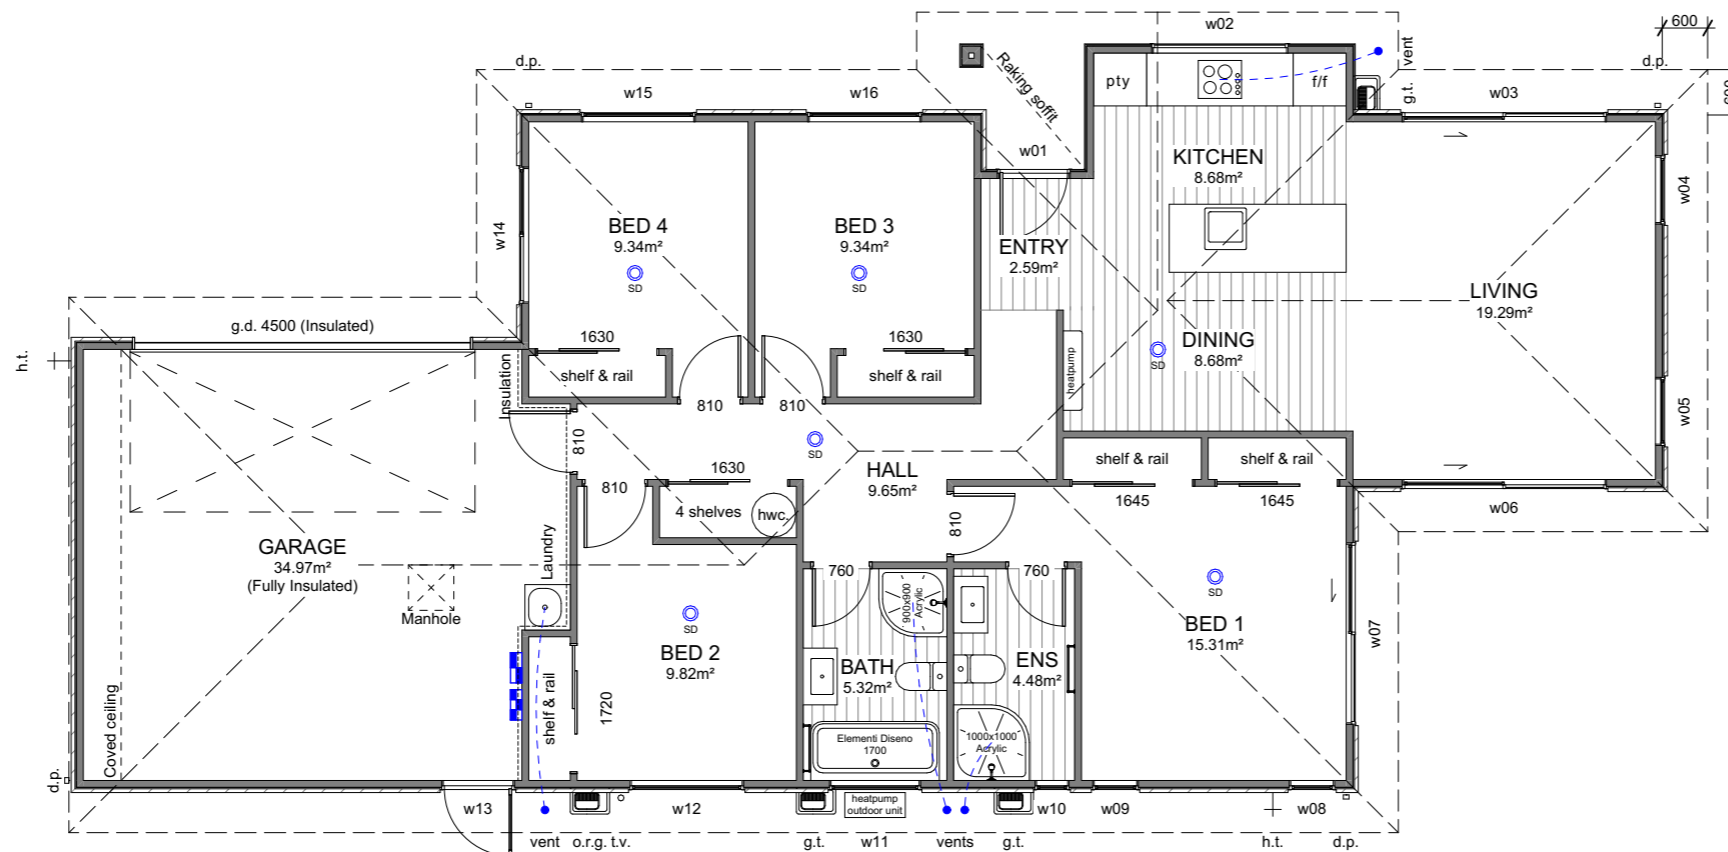 w02
600
d.p.
vent
d.p.
Raking soffit
pty
f/f
g.t.
w15
w16
w03
600
w01
KITCHEN
8.68m²
w04
w14
BED 4
9.34m²
BED 3
9.34m²
ENTRY
2.59m²
SD
SD
LIVING
19.29m²
g.d. 4500 (Insulated)
1630
1630
DINING
8.68m²
h.t.
SD
heatpump
Insulation
shelf & rail
shelf & rail
810
810
w05
810
shelf & rail
shelf & rail
SD
1630
HALL
9.65m²
810
1645
1645
4 shelves
hwc.
w06
810
GARAGE
34.97m²
(Fully Insulated)
Laundry
760
760
900x900
Acrylic
SD
Manhole
SD
BED 1
15.31m²
w07
BED 2
9.82m²
BATH
5.32m²
ENS
4.48m²
shelf & rail
1720
Coved ceiling
Elementi Diseno
1700
1000x1000
Acrylic
d.p.
w13
w12
heatpump
outdoor unit
w10
w09
w08
vent
o.r.g.
t.v.
g.t.
w11
vents
g.t.
h.t.
d.p.